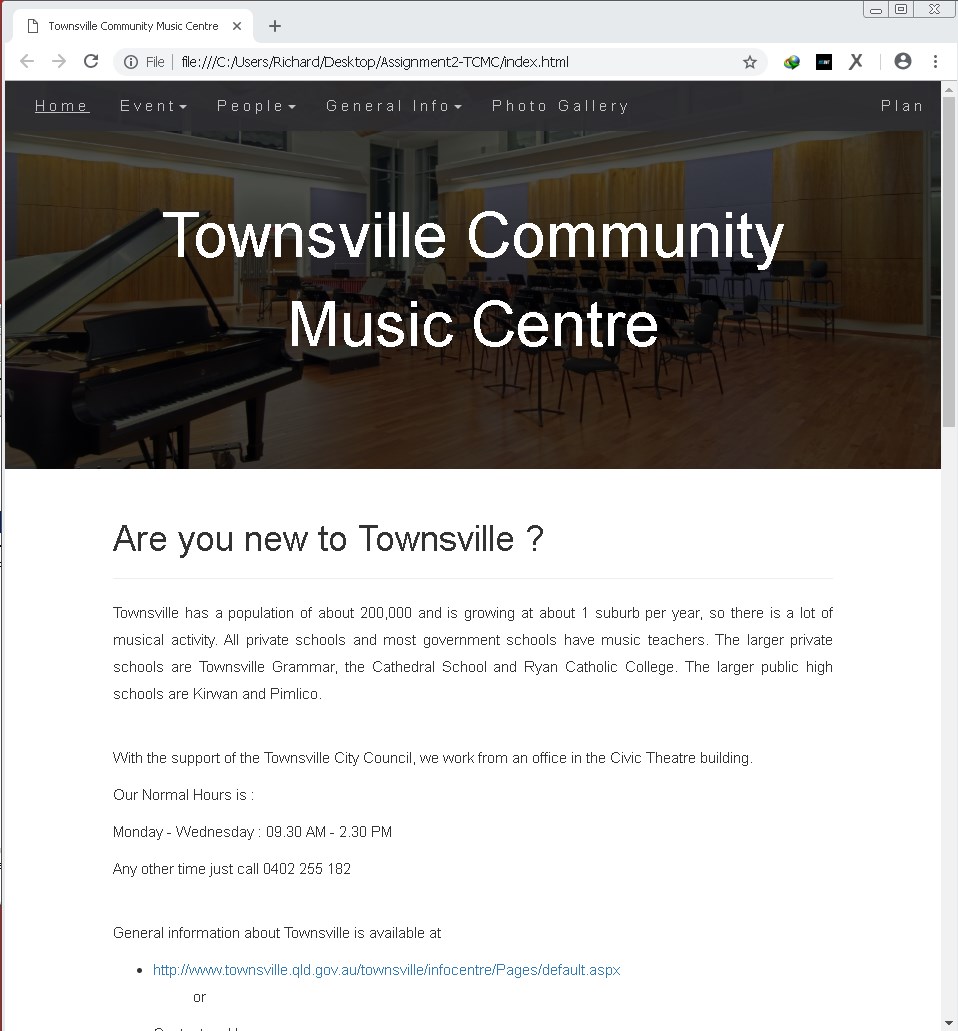 Townsville Community Music Centre
File
file:///C:/Users/Richard/Desktop/Assignment2-TCMC/index.html
Home Event People General Info Photo Gallery Plan
Townsville Community
Music Centre
Are you new to Townsville ?
Townsville has a population of about 200,000 and is growing at about 1 suburb per year, so there is a lot of
musical activity. All private schools and most government schools have music teachers. The larger private
schools are Townsville Grammar, the Cathedral School and Ryan Catholic College. The larger public high
schools are Kirwan and Pimlico.
With the support of the Townsville City Council, we work from an office in the Civic Theatre building.
Our Normal Hours is :
Monday - Wednesday : 09.30 AM - 2.30 PM
Any other time just call 0402 255 182
General information about Townsville is available at
http://www.townsville.qld.gov.au/townsville/infocentre/Pages/default.aspx
or